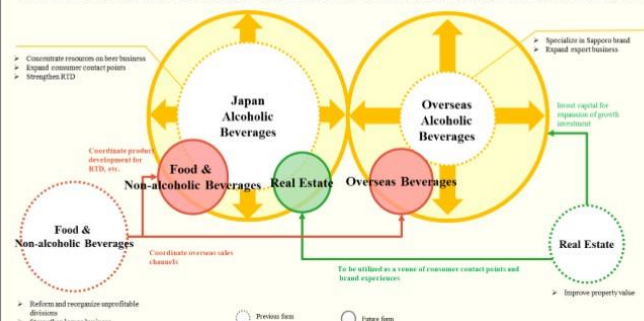 Specialize in Sapporo brand
Expand export business
Concentrate resources on beer business
Expand consumer contact points
Strengthen RTD
Japan
Alcoholic
Beverages
Overseas
Alcoholic
Beverages
Invest capital for
expansion of growth
investment
Coordinate product
development for
RTD, etc.
Food &
Non-alcoholic Beverages
Real Estate
Overseas Beverages
Food &
Non-alcoholic Beverages
Coordinate overseas sales
channels
Real Estate
To be utilized as a venue of consumer contact points and
brand experiences
Improve property value
Reform and reorganize unprofitable
divisions
Previous form
Future form